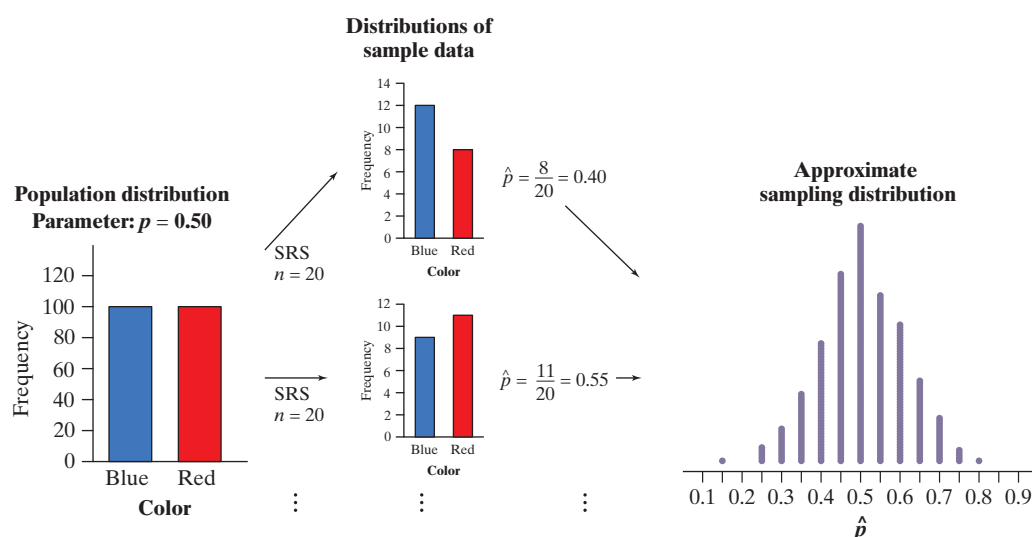 Population distribution
Parameter: p = 0.50
Frequency
120
100
80
60
40
20
0
Blue Red
Color
SRS
n = 20
SRS
n = 20
⋮
Distributions of
sample data
Frequency
14
12
10
8
6
4
2
0
Blue Red
Color
Frequency
12
10
8
6
4
2
0
Blue Red
Color
⋮
p̂ = 8/20 = 0.40
p̂ = 11/20 = 0.55
⋮
Approximate
sampling distribution
0.1 0.2 0.3 0.4 0.5 0.6 0.7 0.8 0.9
p̂